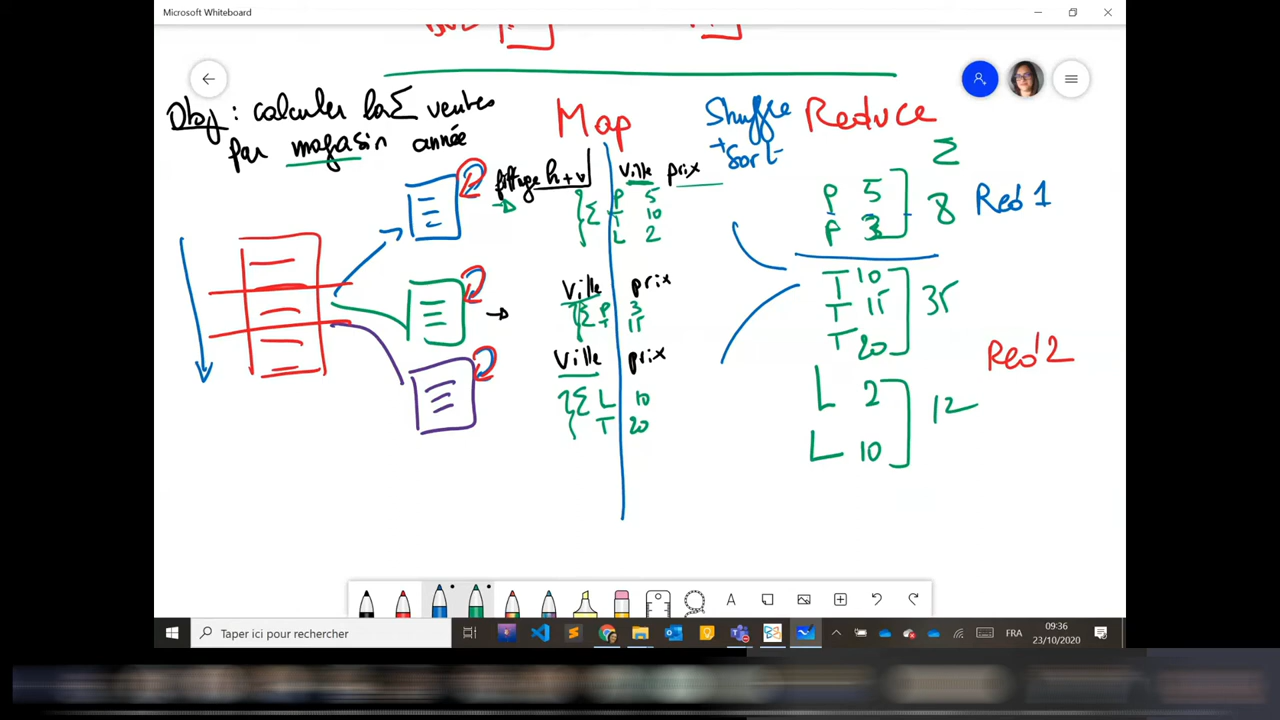 Microsoft Whiteboard
Obj : calculer la Σ ventes
par magasin année
Map
Shuffle
+ Sort
Reduce
Σ
filtrage h+v
Ville prix
Σ P 5
T 10
L 2
Ville prix
Σ P 3
T 15
Ville prix
Σ L 10
T 20
P 5
P 3
8
Red 1
T 10
T 15
T 20
35
Red 2
L 2
L 10
12
A
Taper ici pour rechercher
FRA
09:36
23/10/2020